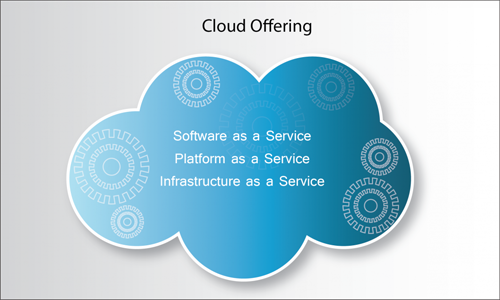 Cloud Offering
Software as a Service
Platform as a Service
Infrastructure as a Service